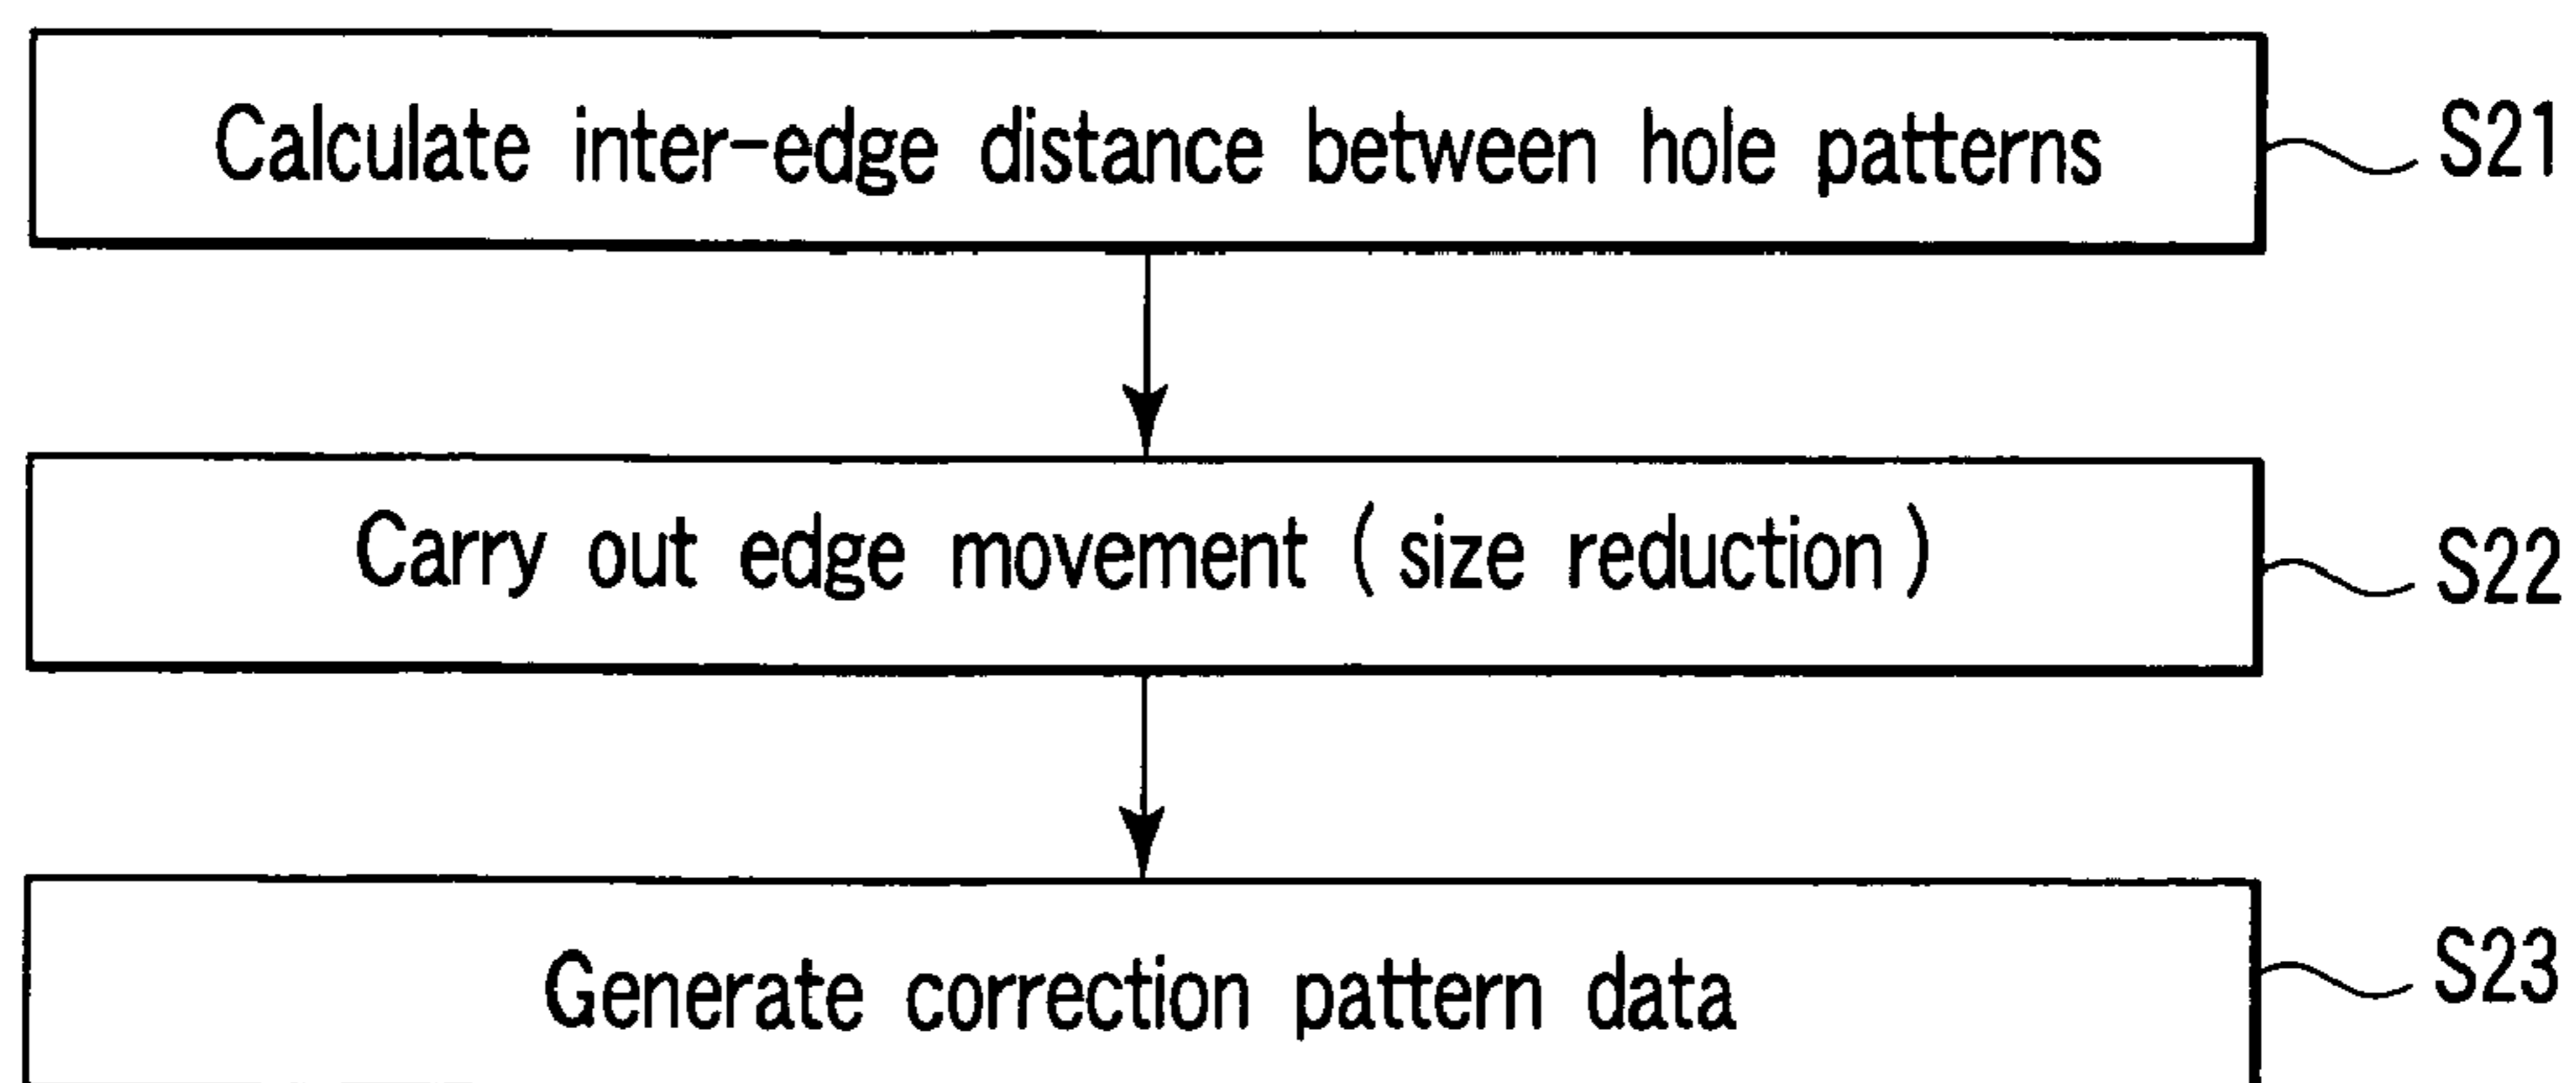 Calculate inter-edge distance between hole patterns S21
Carry out edge movement (size reduction) S22
Generate correction pattern data S23